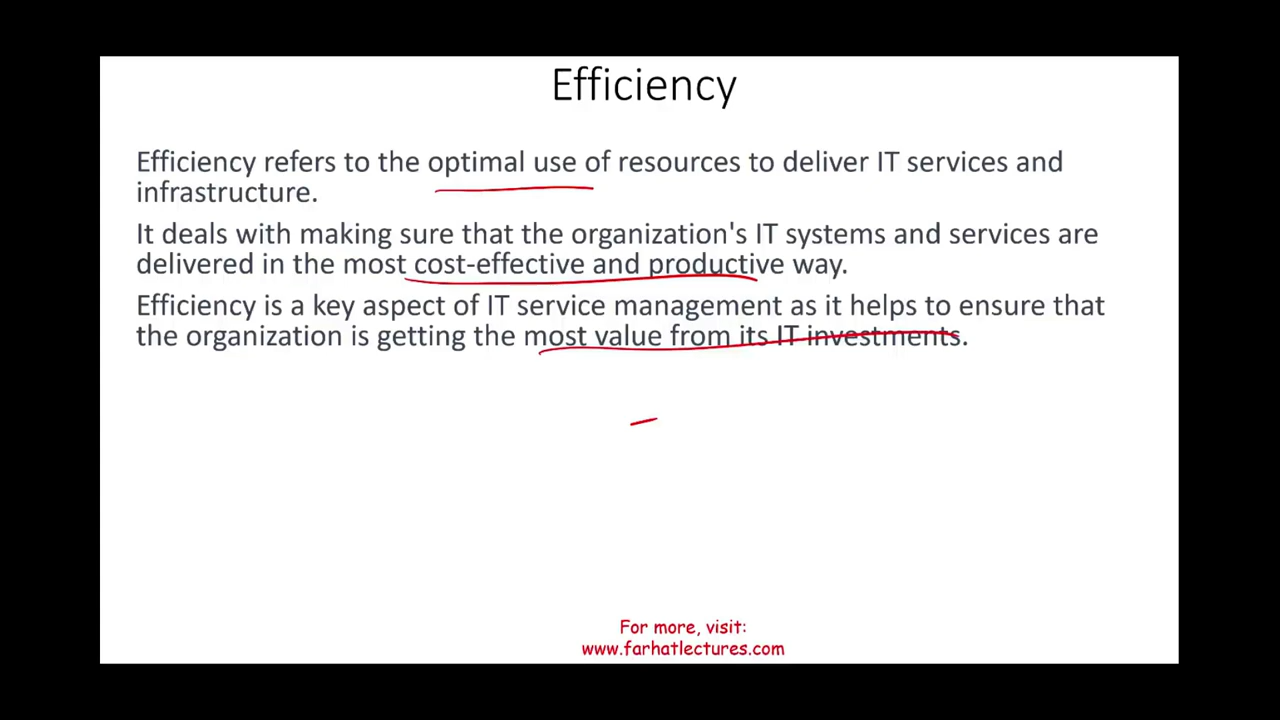 Efficiency
Efficiency refers to the optimal use of resources to deliver IT services and
infrastructure.
It deals with making sure that the organization's IT systems and services are
delivered in the most cost-effective and productive way.
Efficiency is a key aspect of IT service management as it helps to ensure that
the organization is getting the most value from its IT investments.
For more, visit:
www.farhatlectures.com